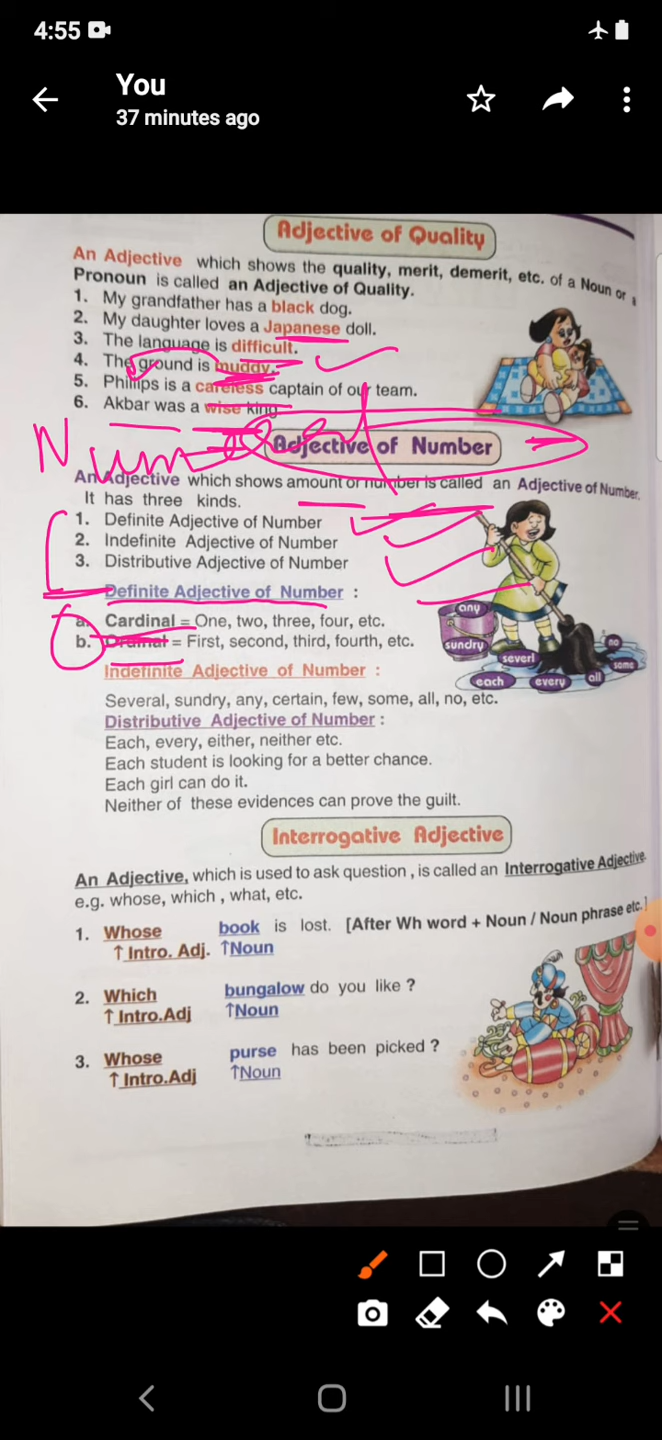 4:55
You
37 minutes ago
Adjective of Quality
An Adjective which shows the quality, merit, demerit, etc. of a Noun or a
Pronoun is called an Adjective of Quality.
1. My grandfather has a black dog.
2. My daughter loves a Japanese doll.
3. The language is difficult.
4. The ground is muddy.
5. Philips is a careless captain of our team.
6. Akbar was a wise king
Adjective of Number
An Adjective which shows amount or number is called an Adjective of Number.
It has three kinds.
1. Definite Adjective of Number
2. Indefinite Adjective of Number
3. Distributive Adjective of Number
Definite Adjective of Number :
a. Cardinal = One, two, three, four, etc.
b. = First, second, third, fourth, etc.
any
sundry
severl
no
some
each
every
all
Indefinite Adjective of Number :
Several, sundry, any, certain, few, some, all, no, etc.
Distributive Adjective of Number :
Each, every, either, neither etc.
Each student is looking for a better chance.
Each girl can do it.
Neither of these evidences can prove the guilt.
Interrogative Adjective
An Adjective, which is used to ask question , is called an Interrogative Adjective.
e.g. whose, which , what, etc.
1. Whose book is lost. [After Wh word + Noun / Noun phrase etc.]
↑ Intro. Adj. ↑Noun
2. Which bungalow do you like ?
↑ Intro.Adj ↑Noun
3. Whose purse has been picked ?
↑ Intro.Adj ↑Noun